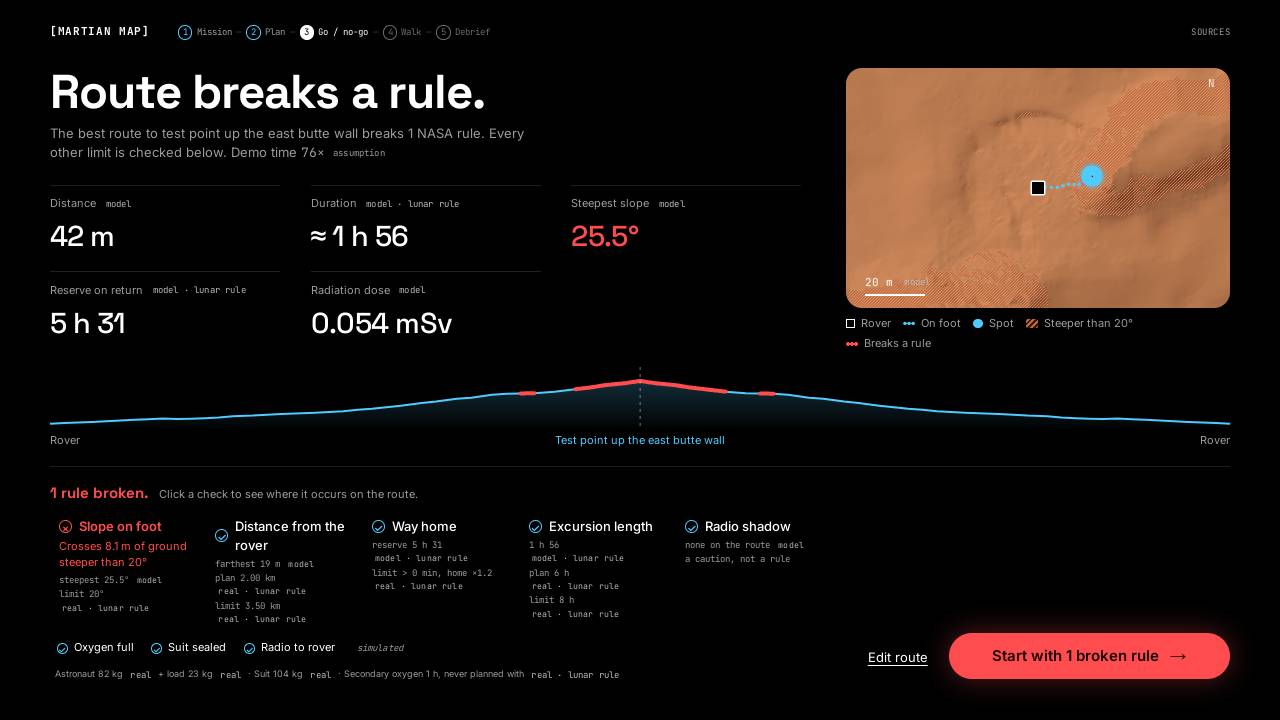 [MARTIAN MAP]
1 Mission
2 Plan
3 Go / no-go
4 Walk
5 Debrief
SOURCES
Route breaks a rule.
The best route to test point up the east butte wall breaks 1 NASA rule. Every
other limit is checked below. Demo time 76× assumption
Distance model
42 m
Duration model · lunar rule
≈ 1 h 56
Steepest slope model
25.5°
Reserve on return model · lunar rule
5 h 31
Radiation dose model
0.054 mSv
N
20 m model
Rover
On foot
Spot
Steeper than 20°
Breaks a rule
Rover
Test point up the east butte wall
Rover
1 rule broken. Click a check to see where it occurs on the route.
Slope on foot
Crosses 8.1 m of ground
steeper than 20°
steepest 25.5° model
limit 20°
real · lunar rule
Distance from the
rover
farthest 19 m model
plan 2.00 km
real · lunar rule
limit 3.50 km
real · lunar rule
Way home
reserve 5 h 31
model · lunar rule
limit > 0 min, home ×1.2
real · lunar rule
Excursion length
1 h 56
model · lunar rule
plan 6 h
real · lunar rule
limit 8 h
real · lunar rule
Radio shadow
none on the route model
a caution, not a rule
Oxygen full
Suit sealed
Radio to rover
simulated
Astronaut 82 kg real + load 23 kg real · Suit 104 kg real · Secondary oxygen 1 h, never planned with real · lunar rule
Edit route
Start with 1 broken rule →